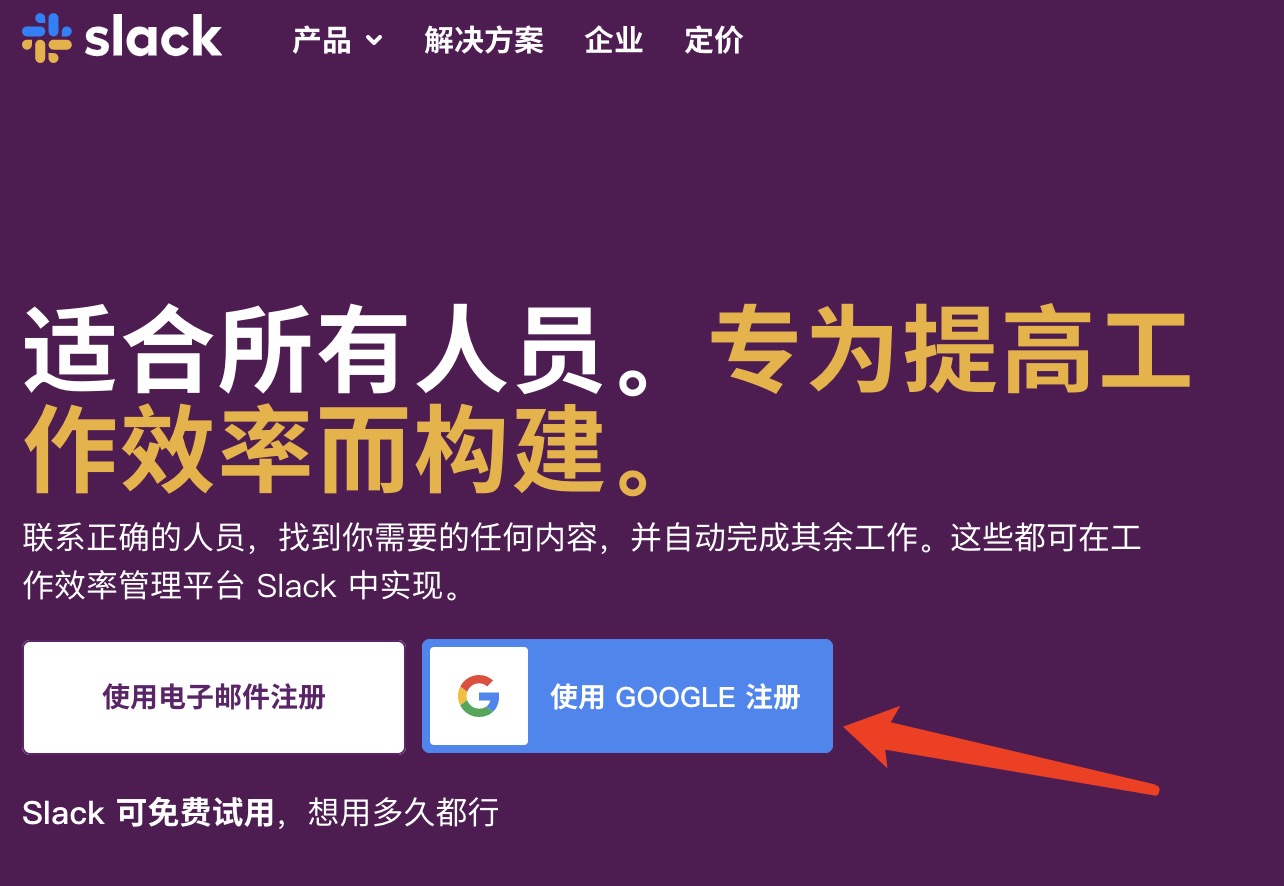 slack 产品 解决方案 企业 定价
适合所有人员。专为提高工
作效率而构建。
联系正确的人员，找到你需要的任何内容，并自动完成其余工作。这些都可在工
作效率管理平台 Slack 中实现。
使用电子邮件注册 G 使用 GOOGLE 注册
Slack 可免费试用，想用多久都行